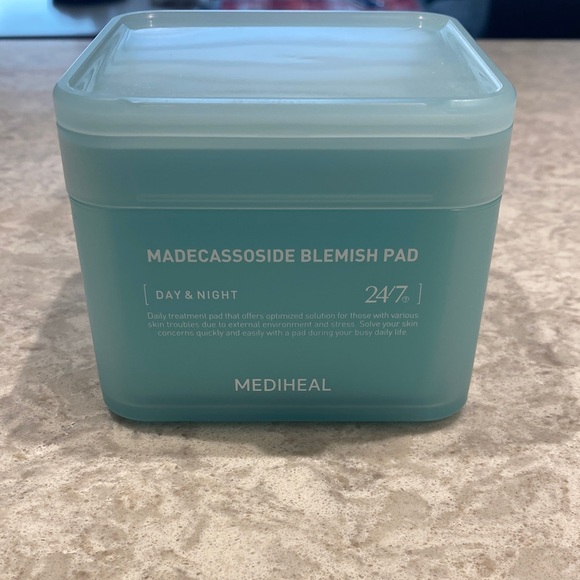 MADECASSOSIDE BLEMISH PAD
[ DAY & NIGHT 24/7 ]
Daily treatment pad that offers optimized solution for those with various
skin troubles due to external environment and stress. Solve your skin
concerns quickly and easily with a pad during your busy daily life.
MEDIHEAL